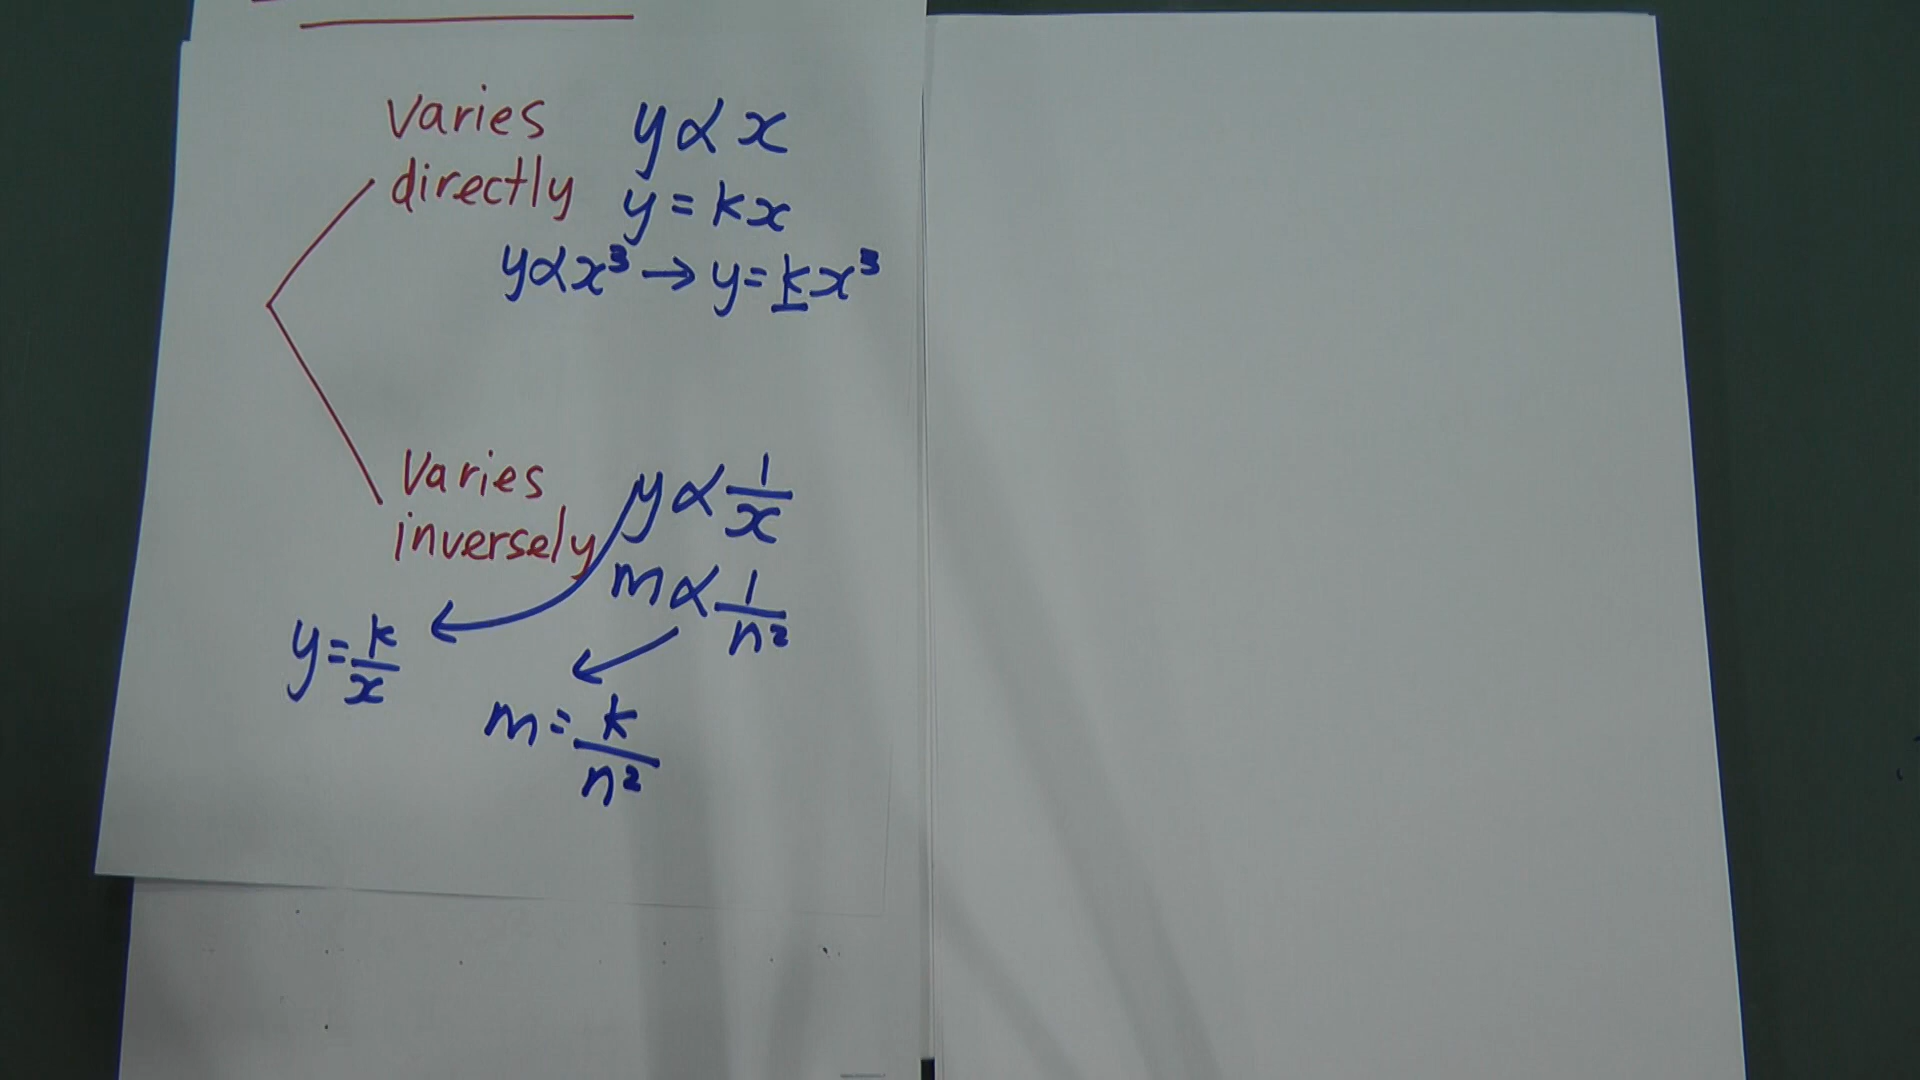 varies
directly
y ∝ x
y = kx
y∝x³ → y = kx³
Varies
inversely
y ∝ 1/x
m ∝ 1/n²
y = k/x
m = k/n²